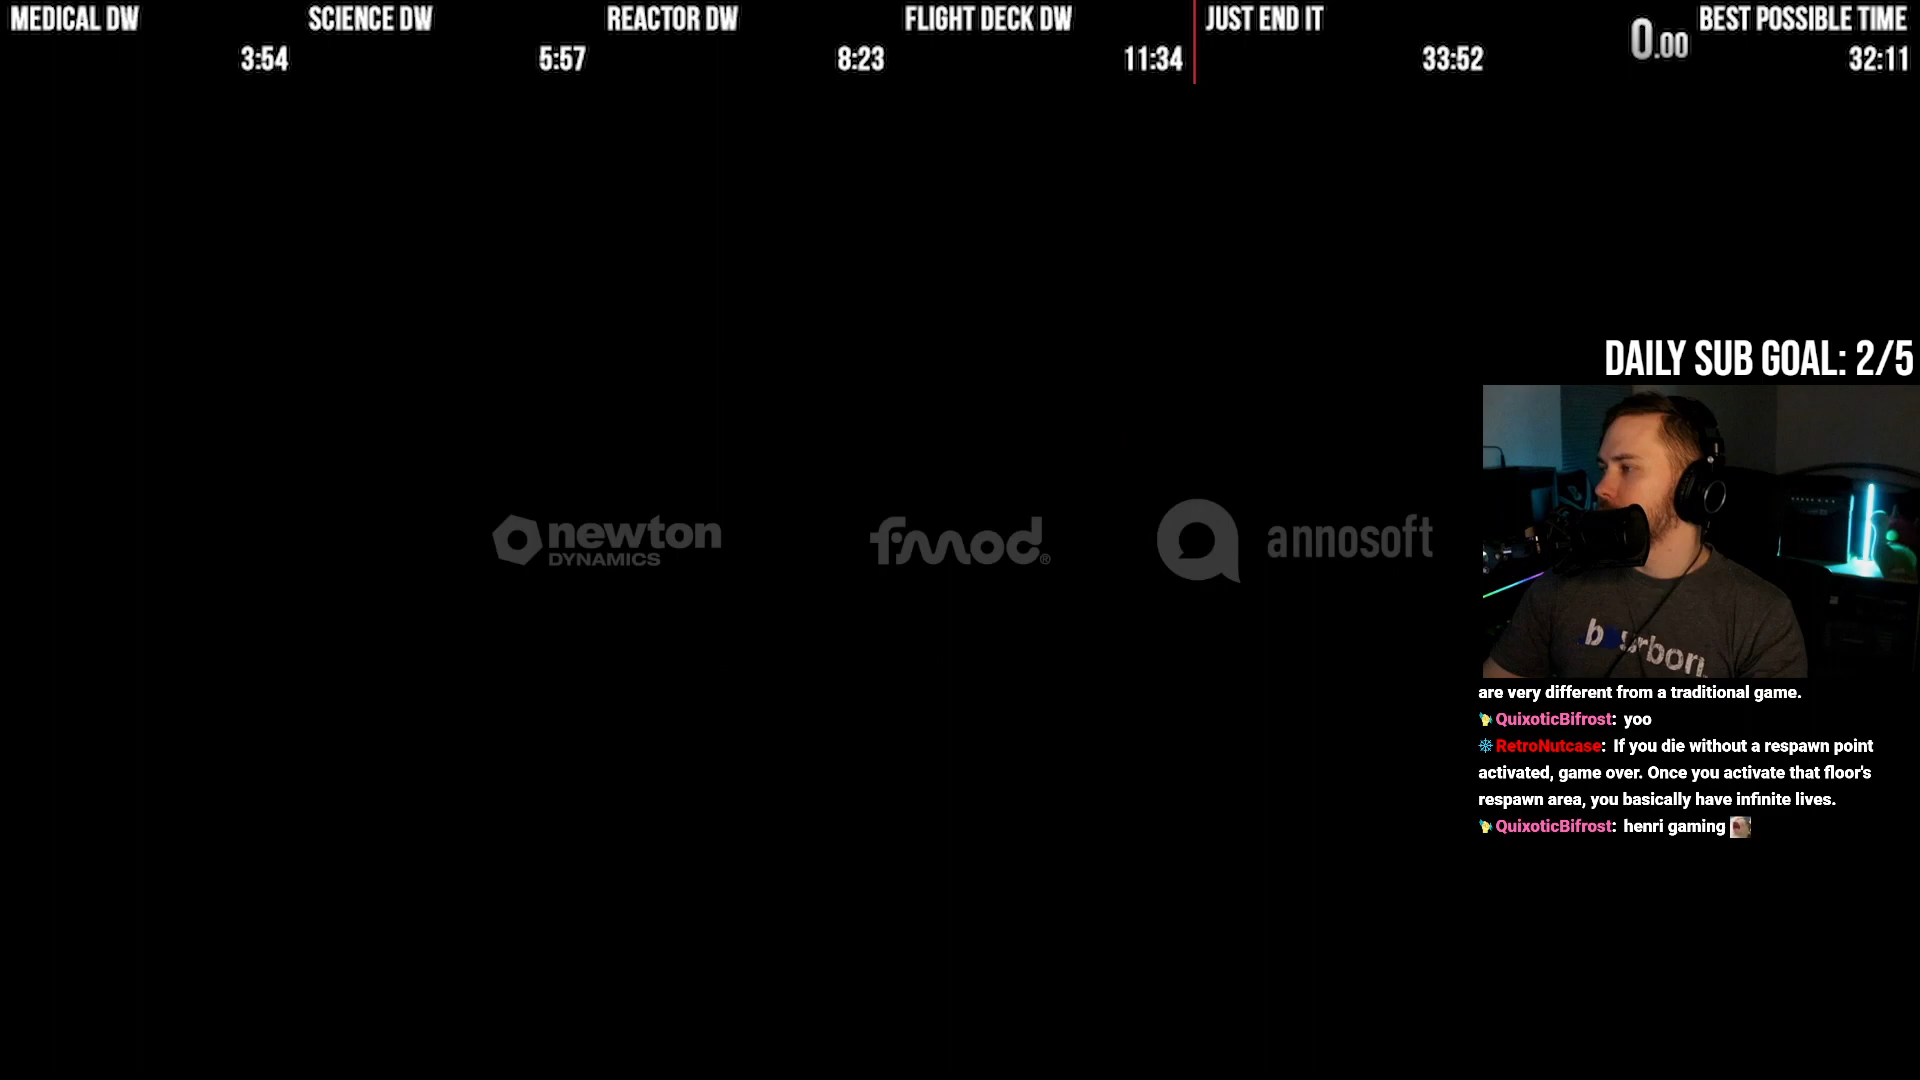 MEDICAL DW
SCIENCE DW
REACTOR DW
FLIGHT DECK DW
JUST END IT
BEST POSSIBLE TIME
3:54
5:57
8:23
11:34
33:52
0.00
32:11
DAILY SUB GOAL: 2/5
newton
DYNAMICS
fmod®
annosoft
bourbon
are very different from a traditional game.
QuixoticBifrost: yoo
RetroNutcase: If you die without a respawn point
activated, game over. Once you activate that floor's
respawn area, you basically have infinite lives.
QuixoticBifrost: henri gaming